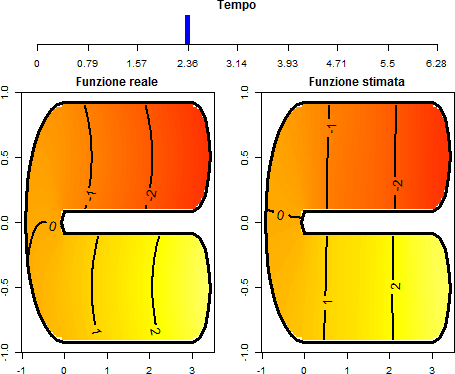 Tempo
0 0.79 1.57 2.36 3.14 3.93 4.71 5.5 6.28
Funzione reale Funzione stimata
1.0 1.0
0.5 -1 -2 0.5 -1 -2
0.0 0 0.0 0
-0.5 1 2 -0.5 1 2
-1.0 -1.0
-1 0 1 2 3 -1 0 1 2 3